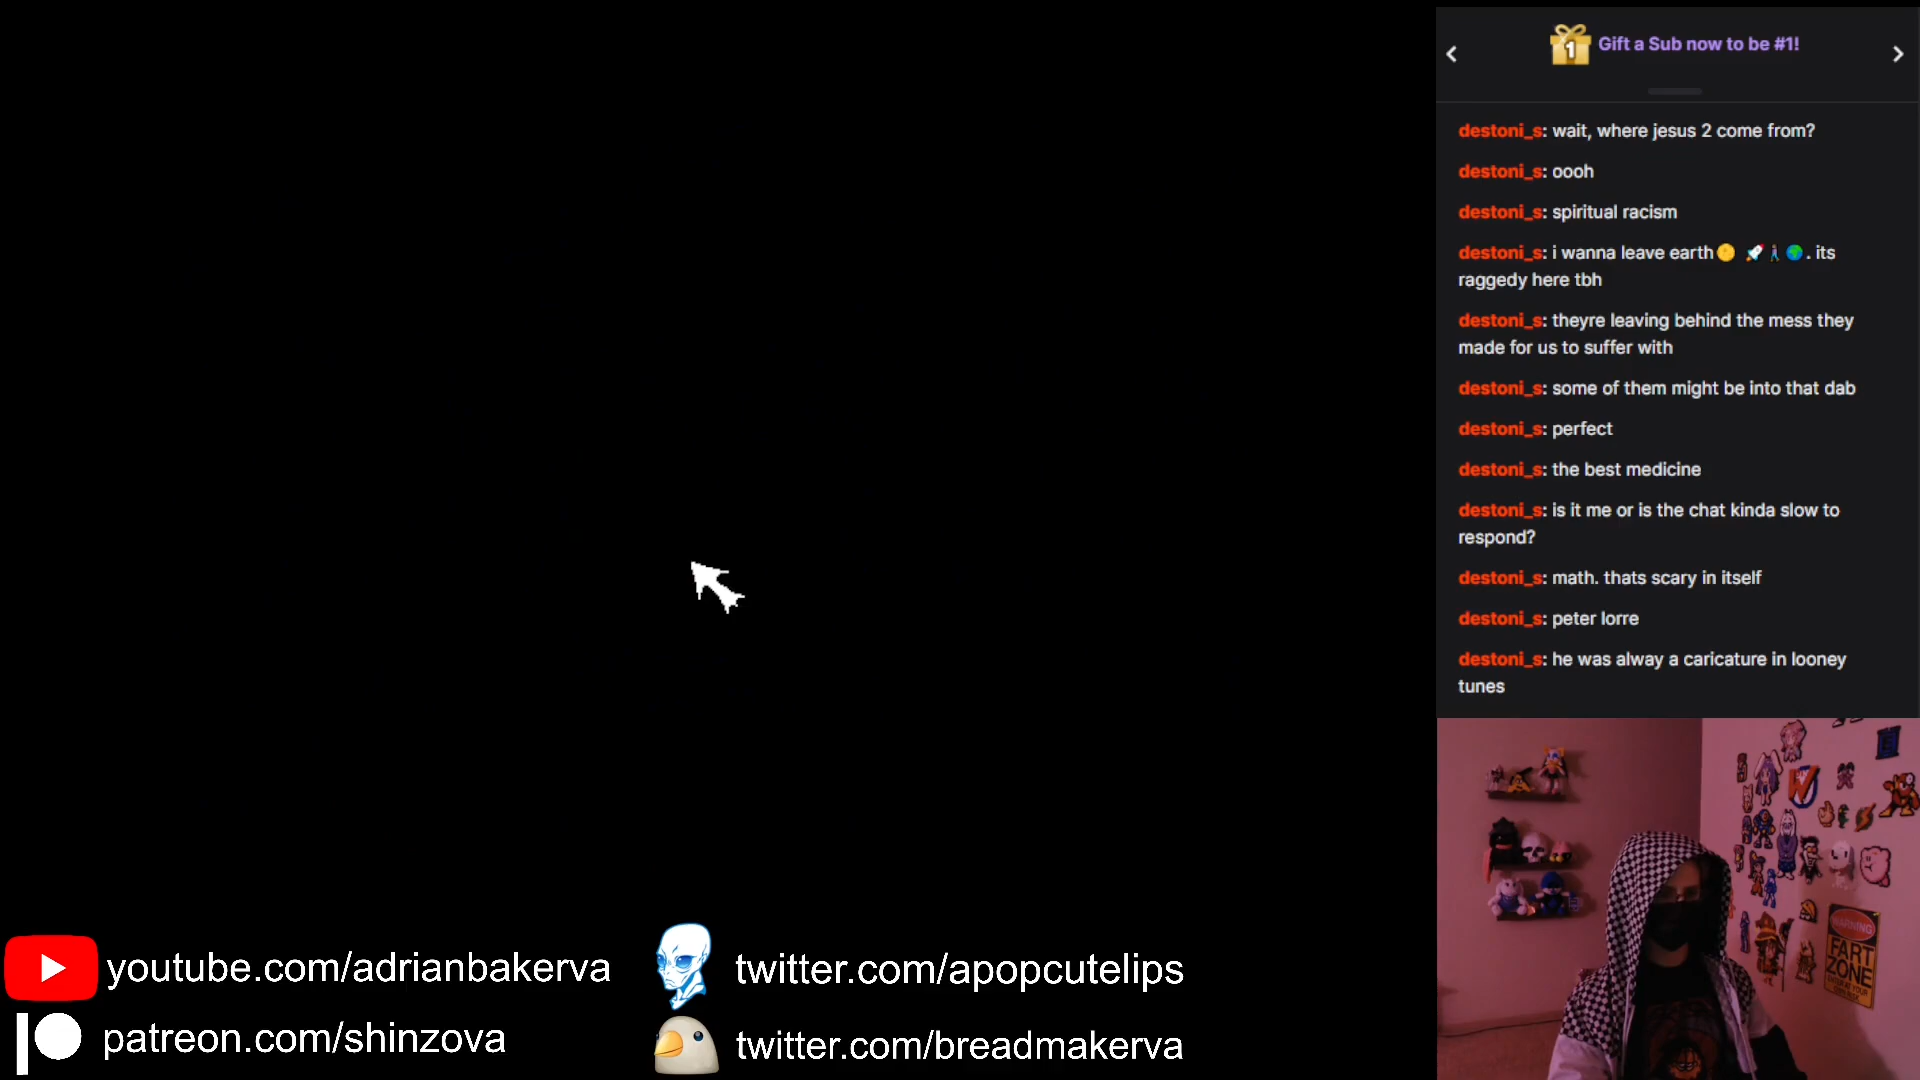 Gift a Sub now to be #1!
1
destoni_s: wait, where jesus 2 come from?
destoni_s: oooh
destoni_s: spiritual racism
destoni_s: i wanna leave earth🌕 🚀🚶🏿🌍. its
raggedy here tbh
destoni_s: theyre leaving behind the mess they
made for us to suffer with
destoni_s: some of them might be into that dab
destoni_s: perfect
destoni_s: the best medicine
destoni_s: is it me or is the chat kinda slow to
respond?
destoni_s: math. thats scary in itself
destoni_s: peter lorre
destoni_s: he was alway a caricature in looney
tunes
WARNING
FART
ZONE
youtube.com/adrianbakerva
twitter.com/apopcutelips
patreon.com/shinzova
twitter.com/breadmakerva